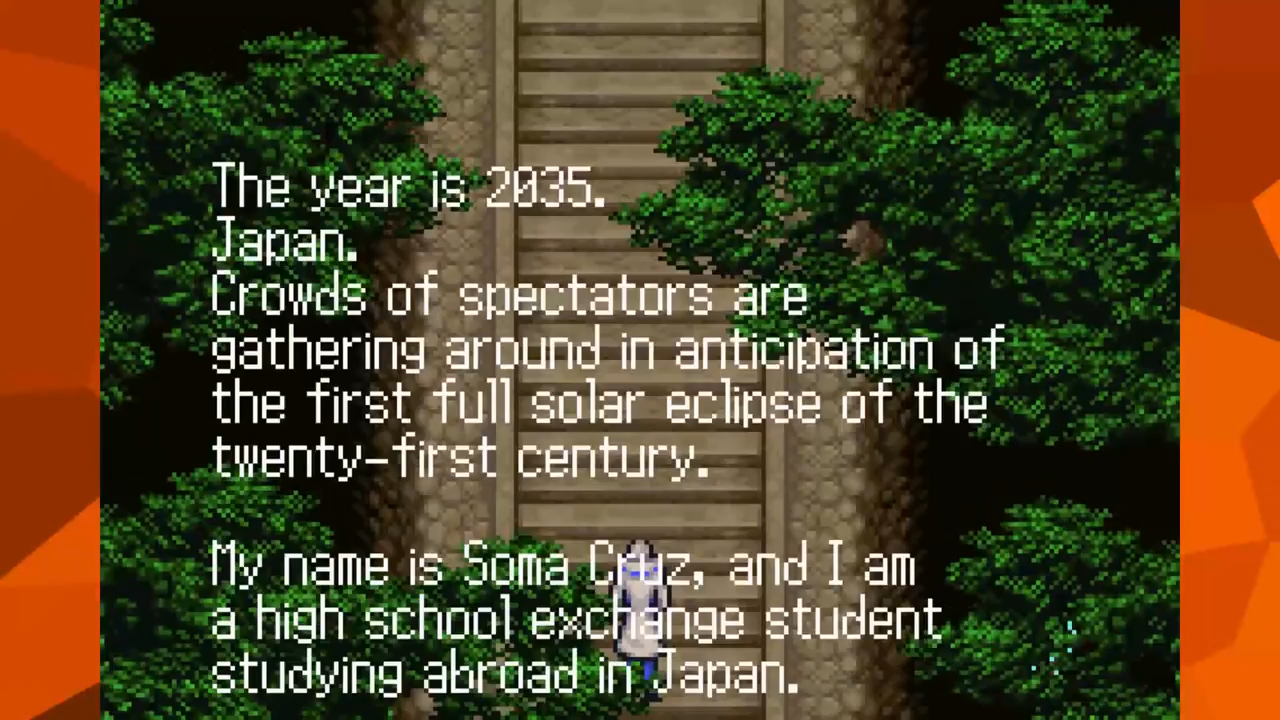 The year is 2035.
Japan.
Crowds of spectators are
gathering around in anticipation of
the first full solar eclipse of the
twenty-first century.
My name is Soma Cruz, and I am
a high school exchange student
studying abroad in Japan.